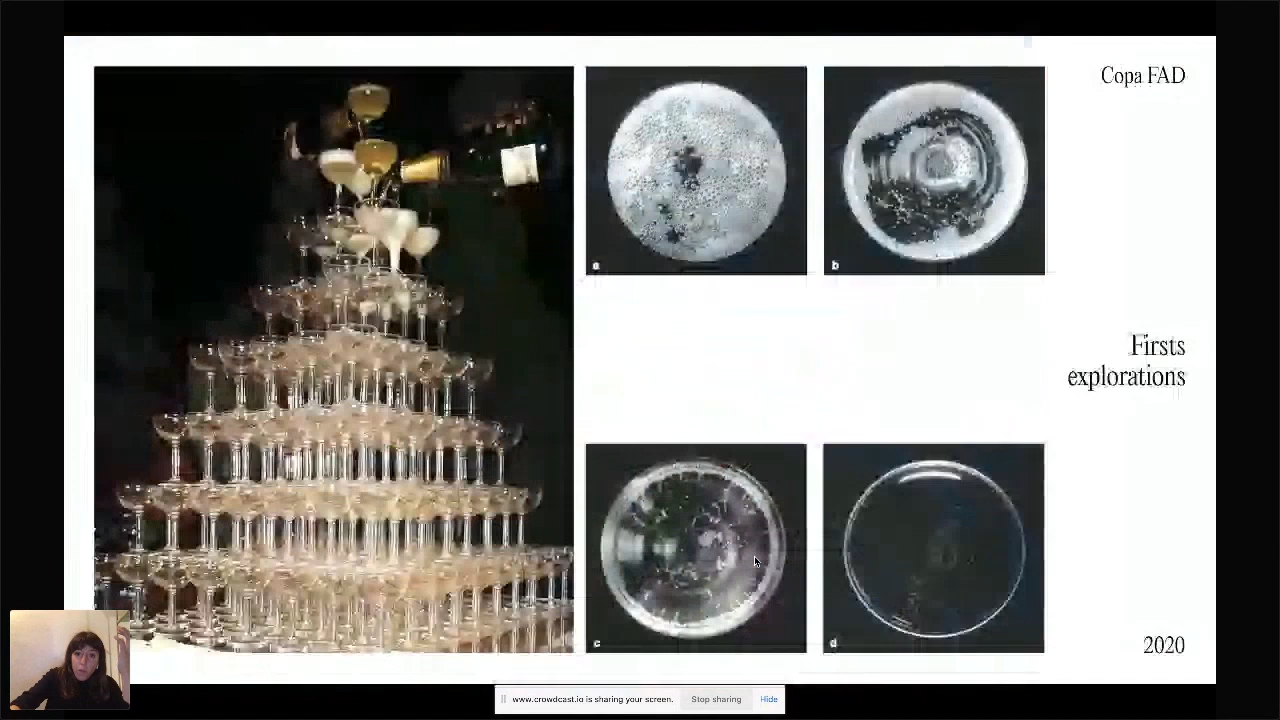 Copa FAD
a
b
Firsts
explorations
c
d
2020
www.crowdcast.io is sharing your screen.
Stop sharing
Hide